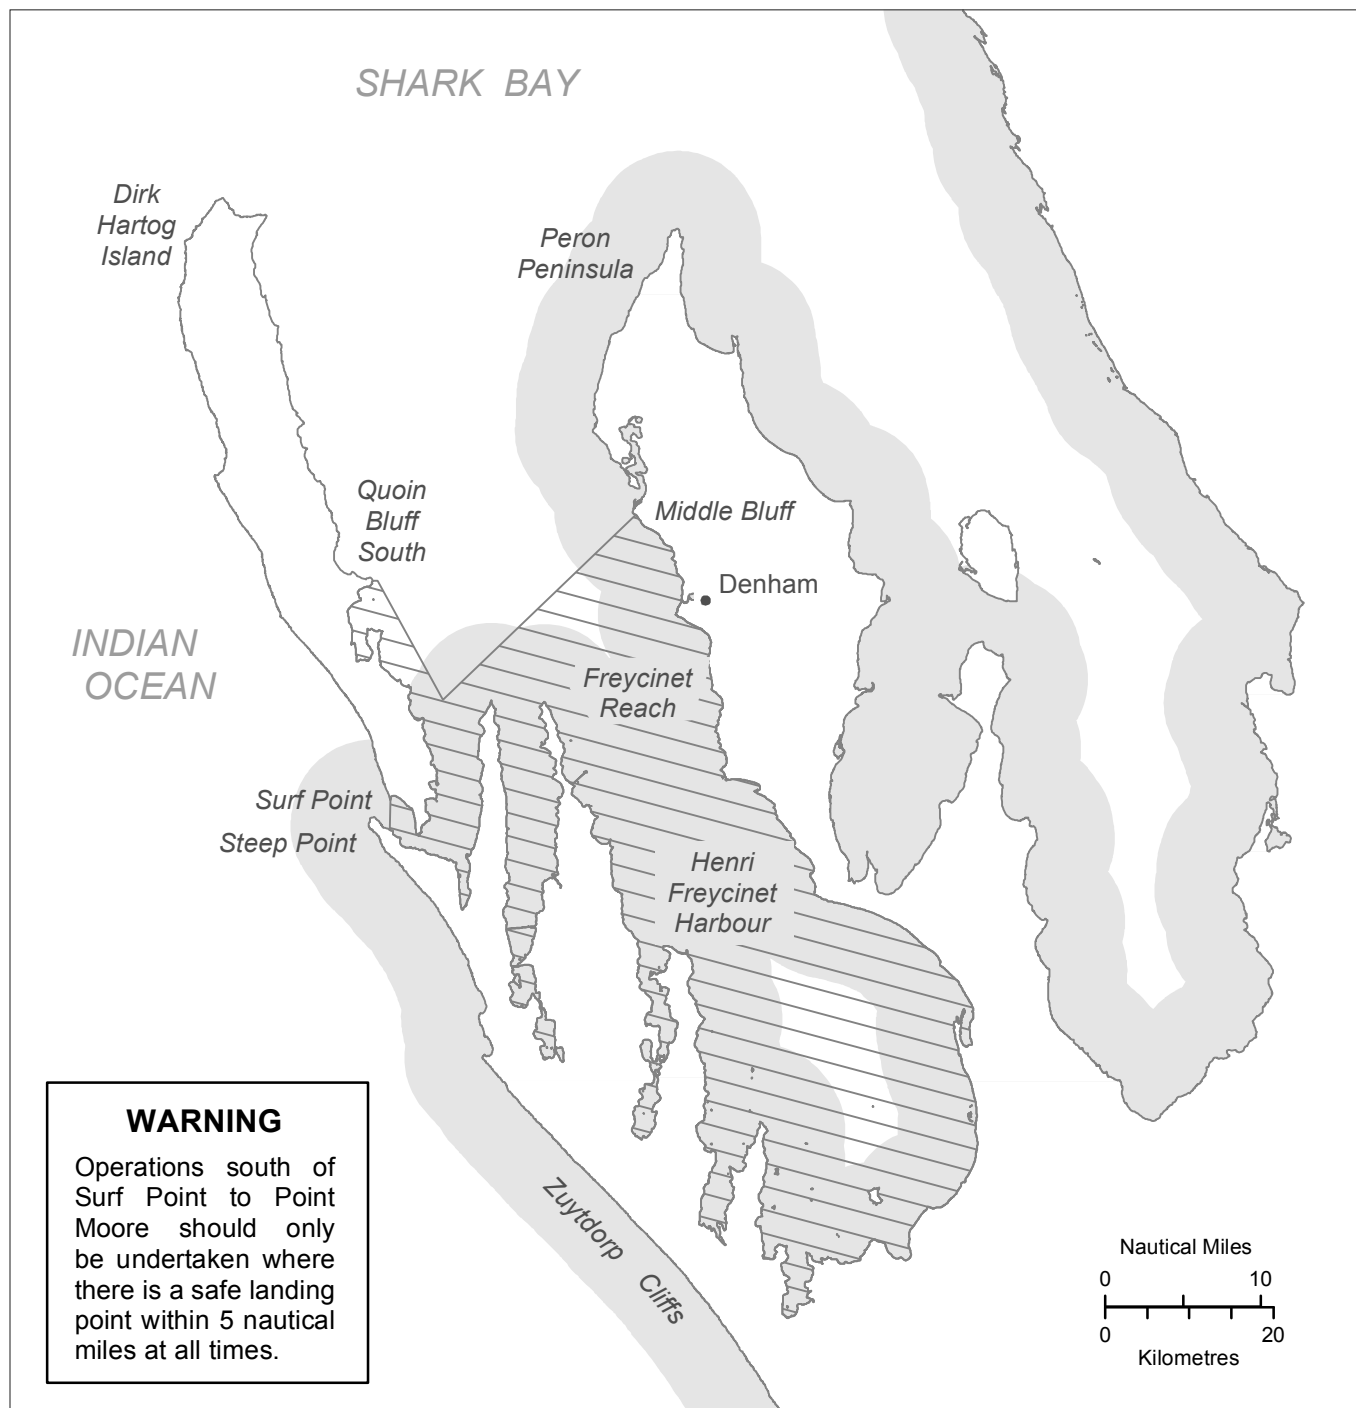 SHARK BAY
Dirk
Hartog
Island
Peron
Peninsula
Quoin
Bluff
South
Middle Bluff
Denham
INDIAN
OCEAN
Freycinet
Reach
Surf Point
Steep Point
Henri
Freycinet
Harbour
Zuytdorp Cliffs
WARNING
Operations south of
Surf Point to Point
Moore should only
be undertaken where
there is a safe landing
point within 5 nautical
miles at all times.
Nautical Miles
0 10
0 20
Kilometres